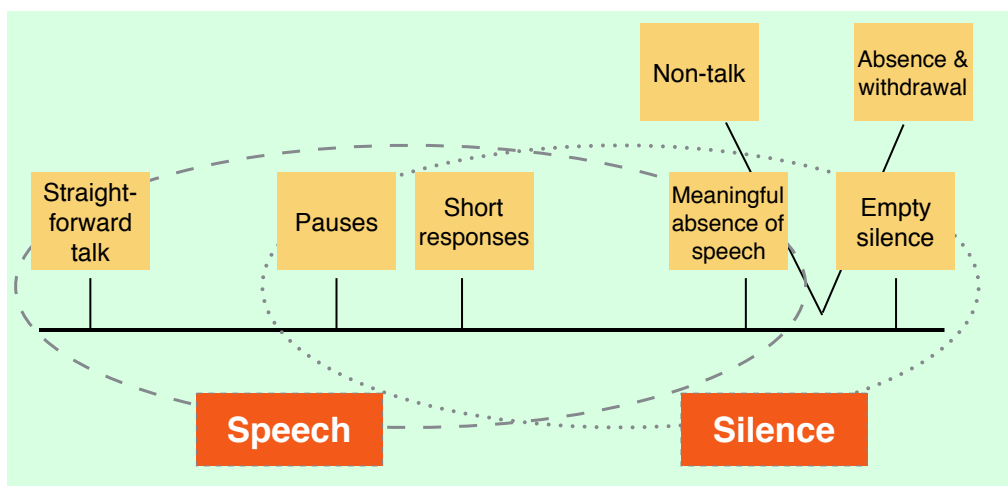 Non-talk
Absence &
withdrawal
Straight-
forward
talk
Pauses
Short
responses
Meaningful
absence of
speech
Empty
silence
Speech
Silence